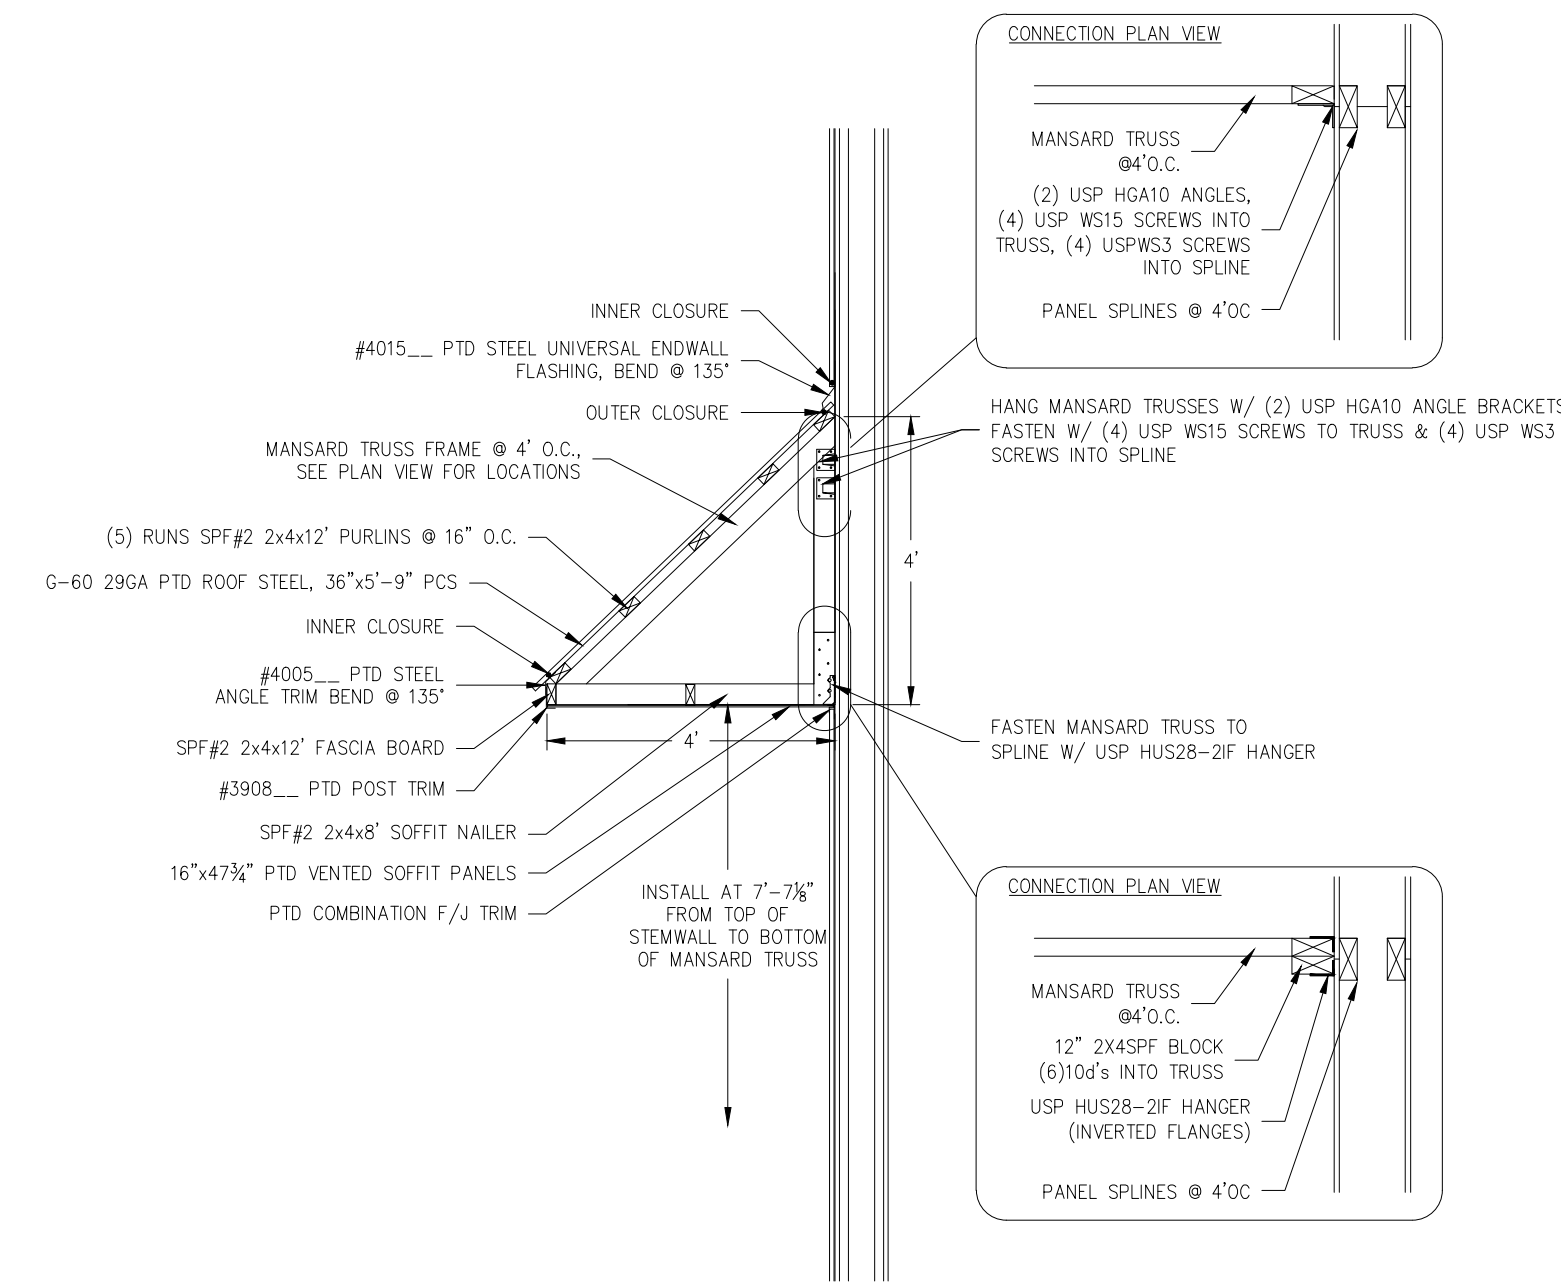 CONNECTION PLAN VIEW
MANSARD TRUSS
@4'O.C.
(2) USP HGA10 ANGLES,
(4) USP WS15 SCREWS INTO
TRUSS, (4) USPWS3 SCREWS
INTO SPLINE
PANEL SPLINES @ 4'OC
INNER CLOSURE
#4015__ PTD STEEL UNIVERSAL ENDWALL
FLASHING, BEND @ 135°
OUTER CLOSURE
MANSARD TRUSS FRAME @ 4' O.C.,
SEE PLAN VIEW FOR LOCATIONS
(5) RUNS SPF#2 2x4x12' PURLINS @ 16" O.C.
G-60 29GA PTD ROOF STEEL, 36"x5'-9" PCS
INNER CLOSURE
#4005__ PTD STEEL
ANGLE TRIM BEND @ 135°
SPF#2 2x4x12' FASCIA BOARD
#3908__ PTD POST TRIM
SPF#2 2x4x8' SOFFIT NAILER
16"x47¾" PTD VENTED SOFFIT PANELS
PTD COMBINATION F/J TRIM
4'
4'
INSTALL AT 7'-7⅛"
FROM TOP OF
STEMWALL TO BOTTOM
OF MANSARD TRUSS
HANG MANSARD TRUSSES W/ (2) USP HGA10 ANGLE BRACKETS
FASTEN W/ (4) USP WS15 SCREWS TO TRUSS & (4) USP WS3
SCREWS INTO SPLINE
FASTEN MANSARD TRUSS TO
SPLINE W/ USP HUS28-2IF HANGER
CONNECTION PLAN VIEW
MANSARD TRUSS
@4'O.C.
12" 2X4SPF BLOCK
(6)10d's INTO TRUSS
USP HUS28-2IF HANGER
(INVERTED FLANGES)
PANEL SPLINES @ 4'OC